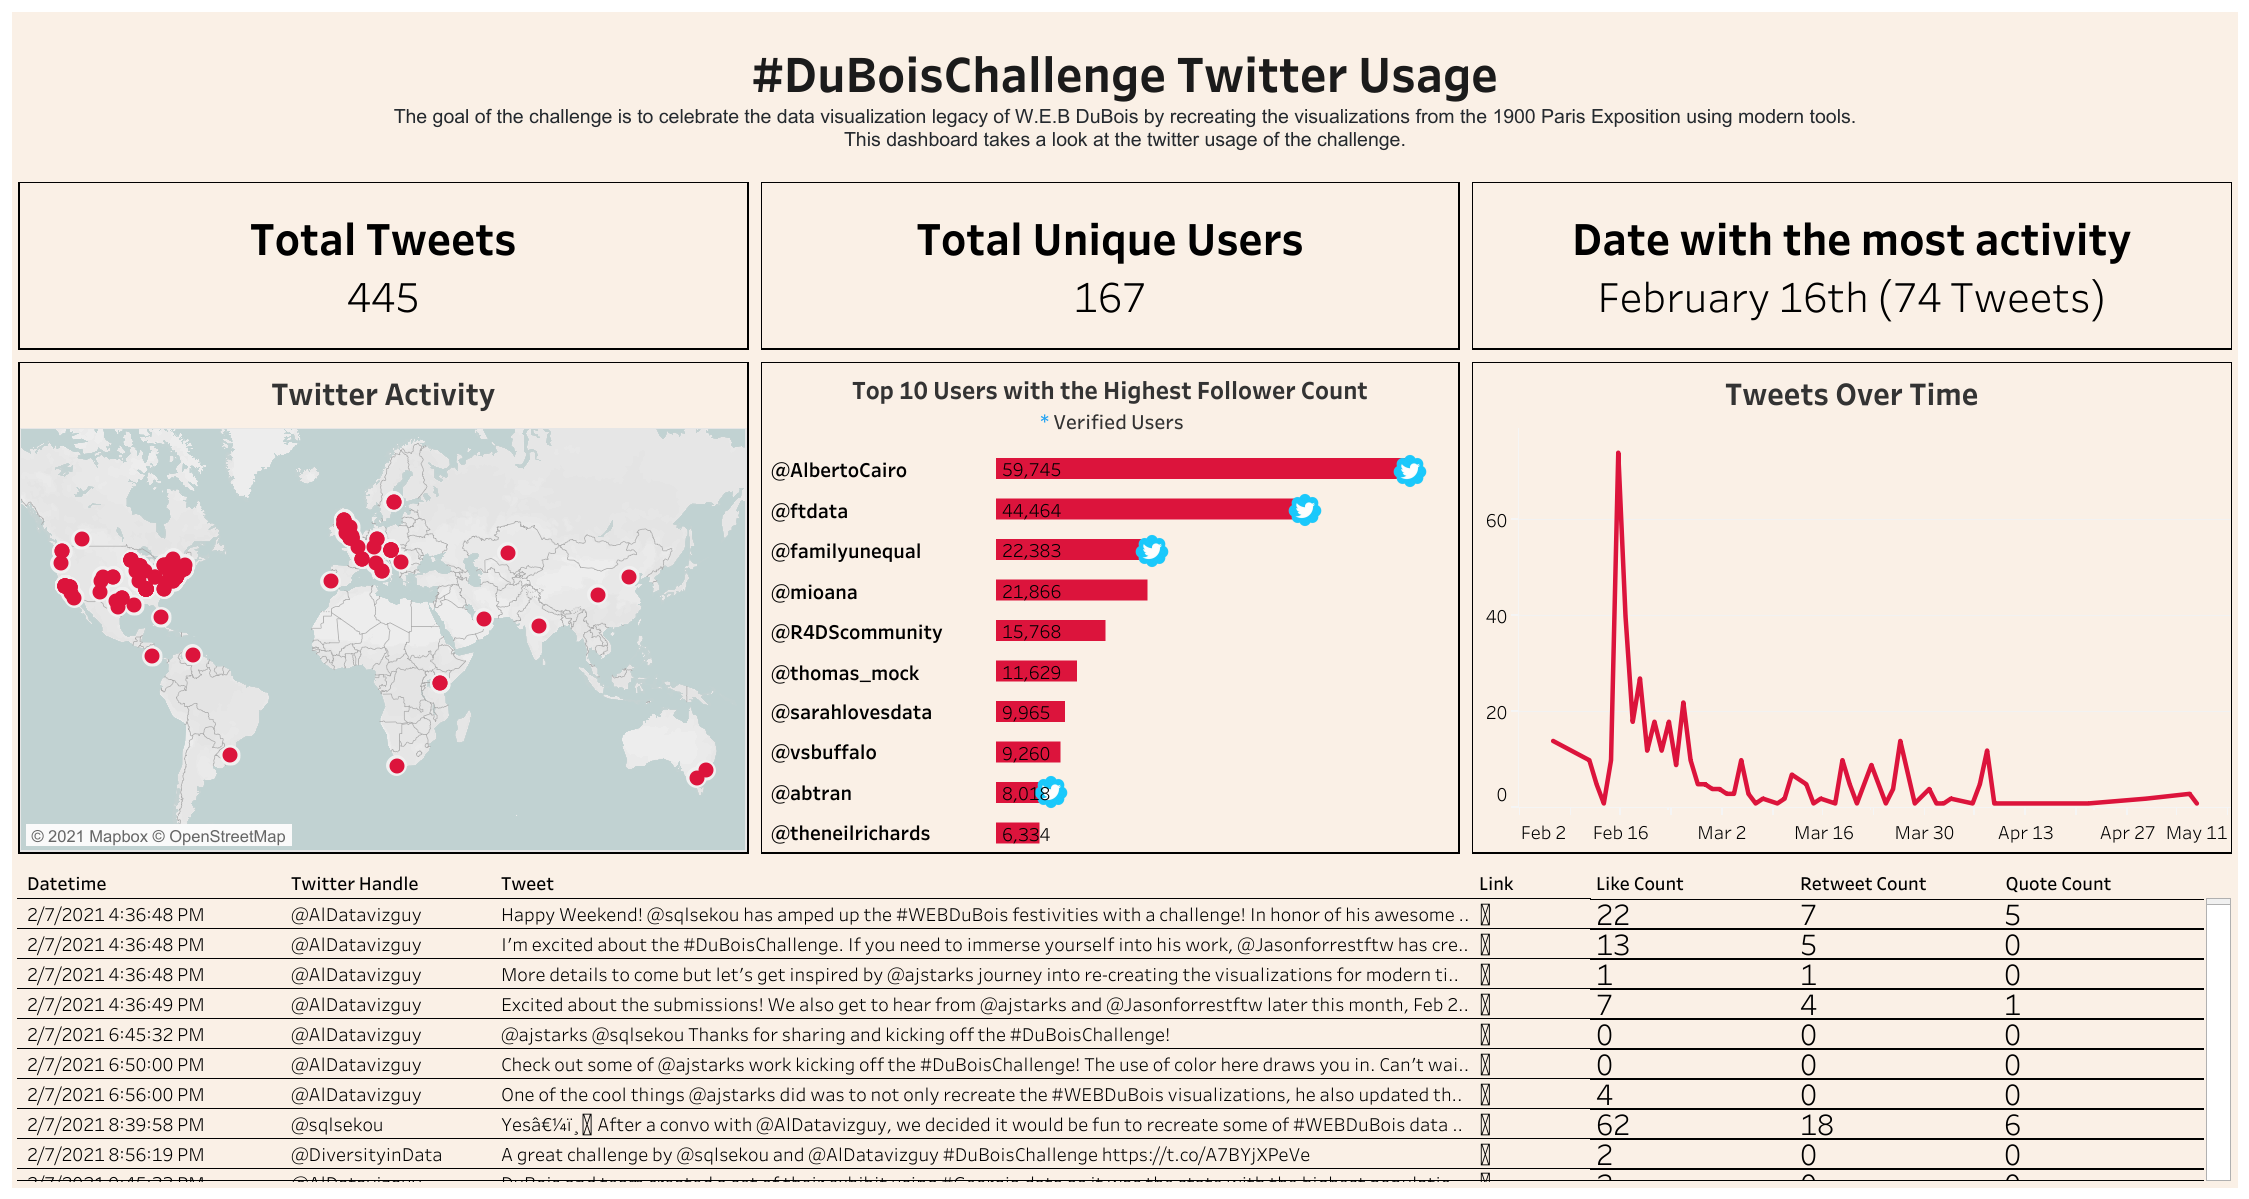 #DuBoisChallenge Twitter Usage
The goal of the challenge is to celebrate the data visualization legacy of W.E.B DuBois by recreating the visualizations from the 1900 Paris Exposition using modern tools.
This dashboard takes a look at the twitter usage of the challenge.
Total Tweets
445
Total Unique Users
167
Date with the most activity
February 16th (74 Tweets)
Twitter Activity
© 2021 Mapbox © OpenStreetMap
Top 10 Users with the Highest Follower Count
* Verified Users
@AlbertoCairo 59,745
@ftdata 44,464
@familyunequal 22,383
@mioana 21,866
@R4DScommunity 15,768
@thomas_mock 11,629
@sarahlovesdata 9,965
@vsbuffalo 9,260
@abtran 8,018
@theneilrichards 6,334
Tweets Over Time
60
40
20
0
Feb 2 Feb 16 Mar 2 Mar 16 Mar 30 Apr 13 Apr 27 May 11
Datetime Twitter Handle Tweet Link Like Count Retweet Count Quote Count
2/7/2021 4:36:48 PM @AlDatavizguy Happy Weekend! @sqlsekou has amped up the #WEBDuBois festivities with a challenge! In honor of his awesome .. 22 7 5
2/7/2021 4:36:48 PM @AlDatavizguy I’m excited about the #DuBoisChallenge. If you need to immerse yourself into his work, @Jasonforrestftw has cre.. 13 5 0
2/7/2021 4:36:48 PM @AlDatavizguy More details to come but let’s get inspired by @ajstarks journey into re-creating the visualizations for modern ti.. 1 1 0
2/7/2021 4:36:49 PM @AlDatavizguy Excited about the submissions! We also get to hear from @ajstarks and @Jasonforrestftw later this month, Feb 2.. 7 4 1
2/7/2021 6:45:32 PM @AlDatavizguy @ajstarks @sqlsekou Thanks for sharing and kicking off the #DuBoisChallenge! 0 0 0
2/7/2021 6:50:00 PM @AlDatavizguy Check out some of @ajstarks work kicking off the #DuBoisChallenge! The use of color here draws you in. Can’t wai.. 0 0 0
2/7/2021 6:56:00 PM @AlDatavizguy One of the cool things @ajstarks did was to not only recreate the #WEBDuBois visualizations, he also updated th.. 4 0 0
2/7/2021 8:39:58 PM @sqlsekou Yesâ€¼ï¸ After a convo with @AlDatavizguy, we decided it would be fun to recreate some of #WEBDuBois data .. 62 18 6
2/7/2021 8:56:19 PM @DiversityinData A great challenge by @sqlsekou and @AlDatavizguy #DuBoisChallenge https://t.co/A7BYjXPeVe 2 0 0